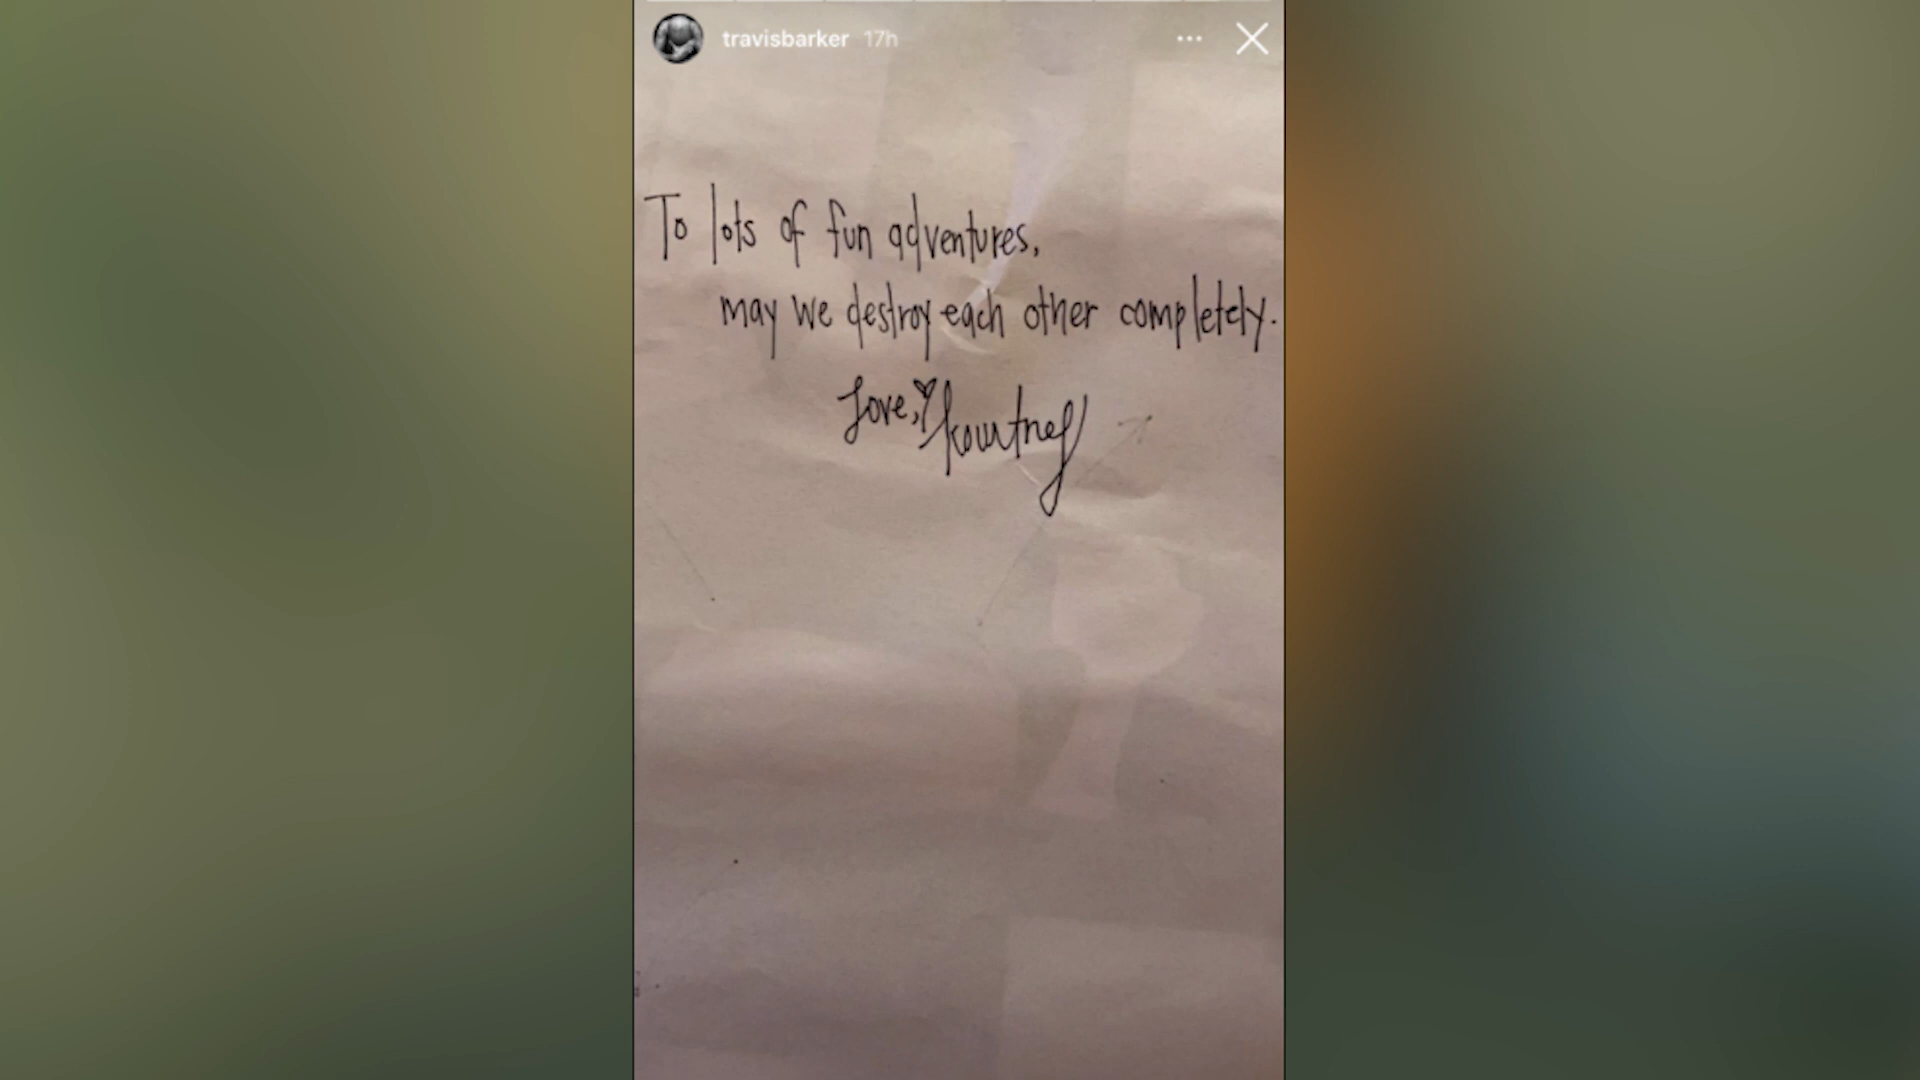 travisbarker 17h
To lots of fun adventures,
may we destroy each other completely.
Love, Kourtney